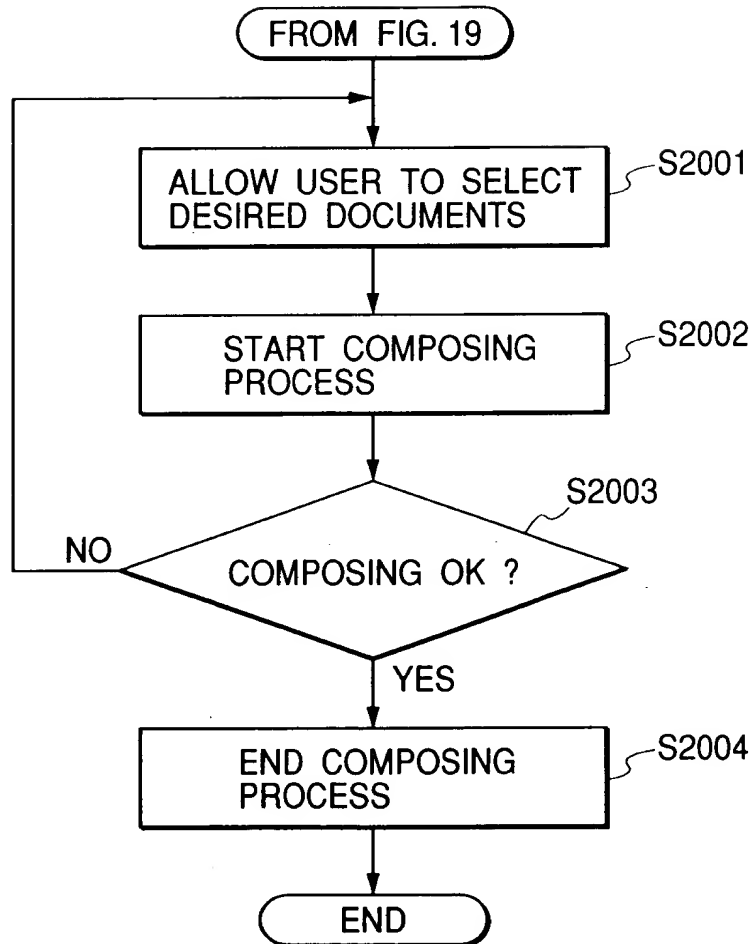 FROM FIG. 19
S2001
ALLOW USER TO SELECT
DESIRED DOCUMENTS
S2002
START COMPOSING
PROCESS
S2003
NO
COMPOSING OK ?
YES
S2004
END COMPOSING
PROCESS
END